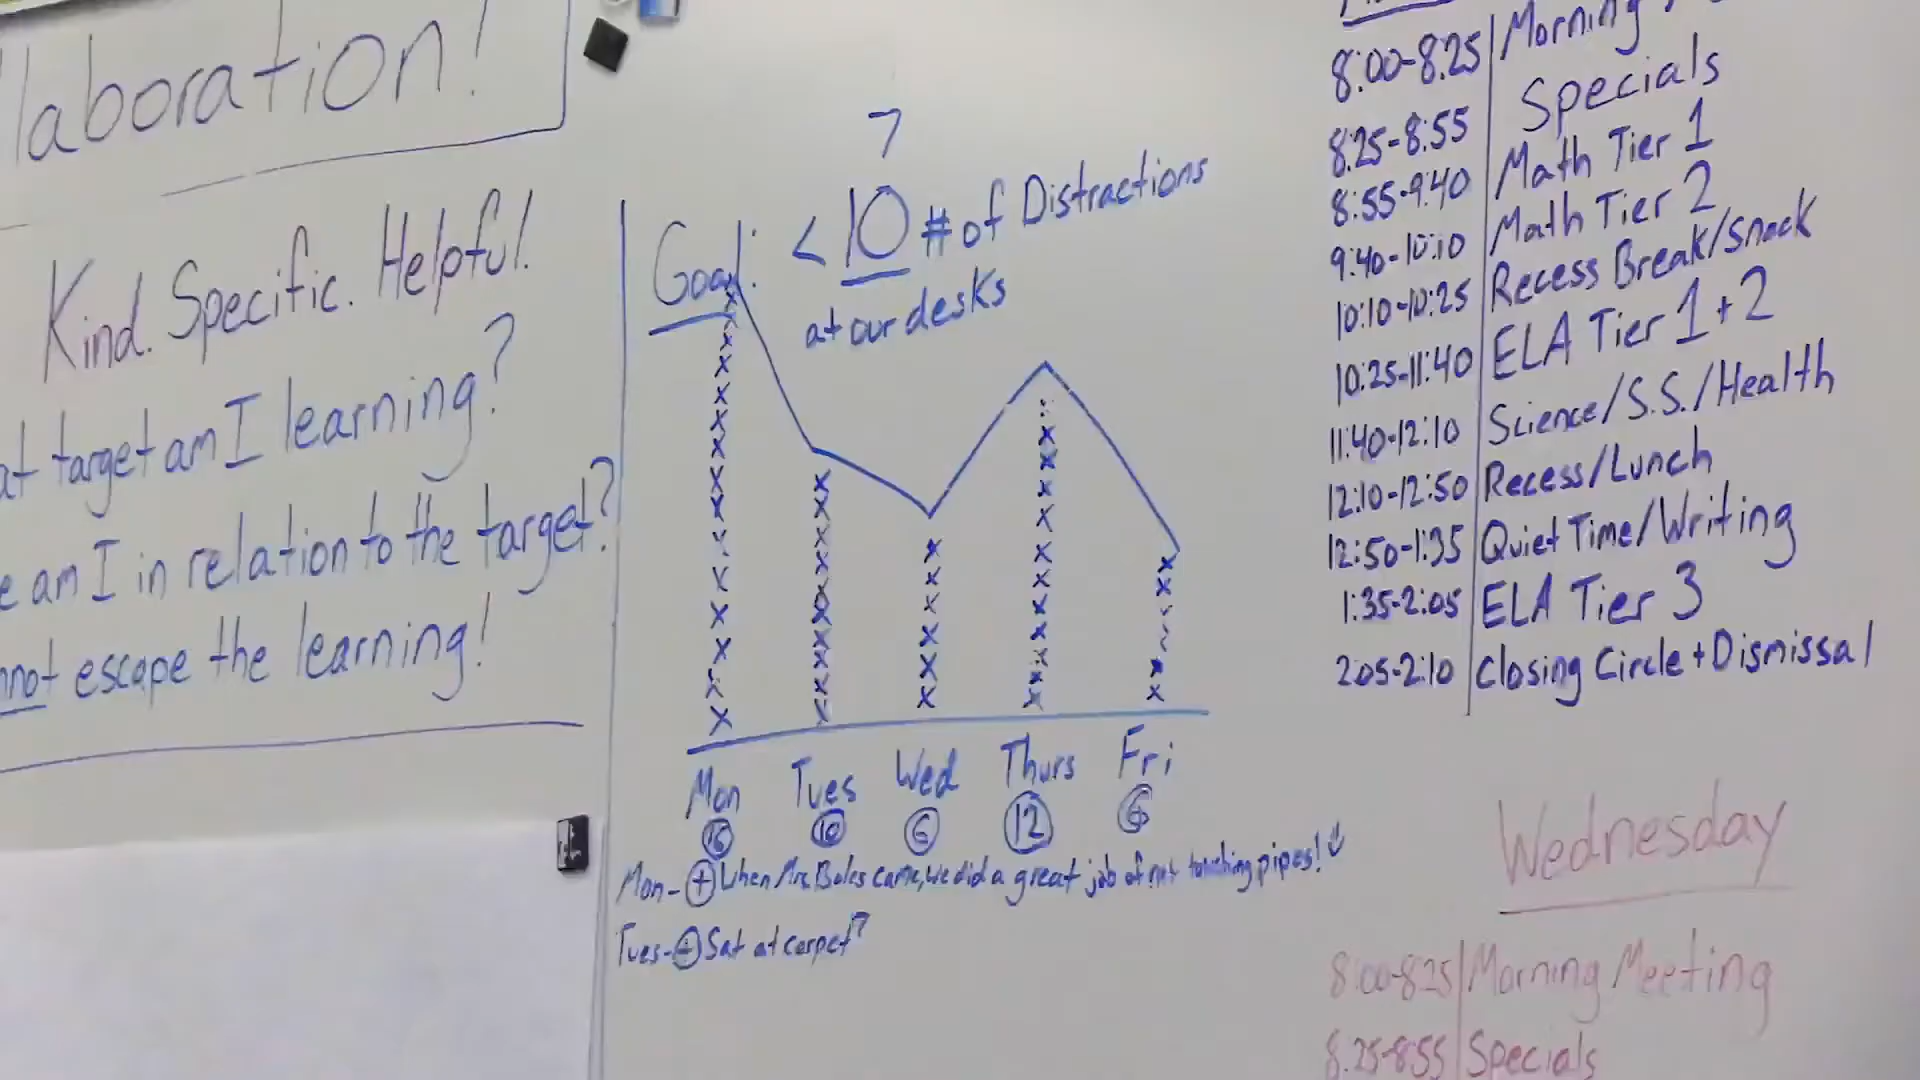 laboration!
Kind. Specific. Helpful.
at target am I learning?
e am I in relation to the target?
nnot escape the learning!
7
Goal: < 10 # of Distractions
at our desks
Mon Tues Wed Thurs Fri
16 10 6 12 6
Mon- + When Mrs. Bales came, we did a great job of not touching pipes!
Tues- + Sat at carpet
8:00-8:25 Morning
8:25-8:55 Specials
8:55-9:40 Math Tier 1
9:40-10:10 Math Tier 2
10:10-10:25 Recess Break/Snack
10:25-11:40 ELA Tier 1+2
11:40-12:10 Science/S.S./Health
12:10-12:50 Recess/Lunch
12:50-1:35 Quiet Time/Writing
1:35-2:05 ELA Tier 3
2:05-2:10 Closing Circle + Dismissal
Wednesday
8:00-8:25 Morning Meeting
8:25-8:55 Specials